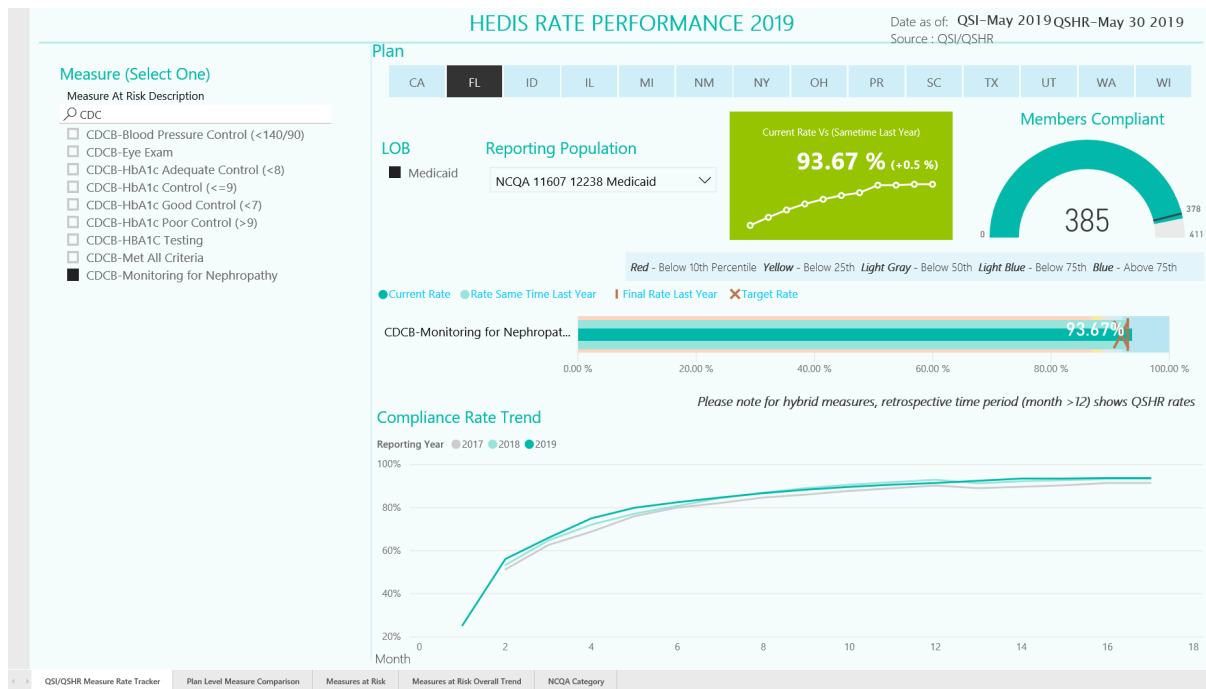 HEDIS RATE PERFORMANCE 2019
Date as of: QSI-May 2019 QSHR-May 30 2019
Source : QSI/QSHR
Plan
CA FL ID IL MI NM NY OH PR SC TX UT WA WI
Measure (Select One)
Measure At Risk Description
CDC
CDCB-Blood Pressure Control (<140/90)
CDCB-Eye Exam
CDCB-HbA1c Adequate Control (<8)
CDCB-HbA1c Control (<=9)
CDCB-HbA1c Good Control (<7)
CDCB-HbA1c Poor Control (>9)
CDCB-HBA1C Testing
CDCB-Met All Criteria
CDCB-Monitoring for Nephropathy
LOB
Medicaid
Reporting Population
NCQA 11607 12238 Medicaid
Current Rate Vs (Sametime Last Year)
93.67 % (+0.5 %)
Members Compliant
385
378
0
411
Red - Below 10th Percentile Yellow - Below 25th Light Gray - Below 50th Light Blue - Below 75th Blue - Above 75th
Current Rate Rate Same Time Last Year Final Rate Last Year Target Rate
CDCB-Monitoring for Nephropat...
93.67%
0.00 % 20.00 % 40.00 % 60.00 % 80.00 % 100.00 %
Please note for hybrid measures, retrospective time period (month >12) shows QSHR rates
Compliance Rate Trend
Reporting Year 2017 2018 2019
100%
80%
60%
40%
20%
0 2 4 6 8 10 12 14 16 18
Month
QSI/QSHR Measure Rate Tracker Plan Level Measure Comparison Measures at Risk Measures at Risk Overall Trend NCQA Category